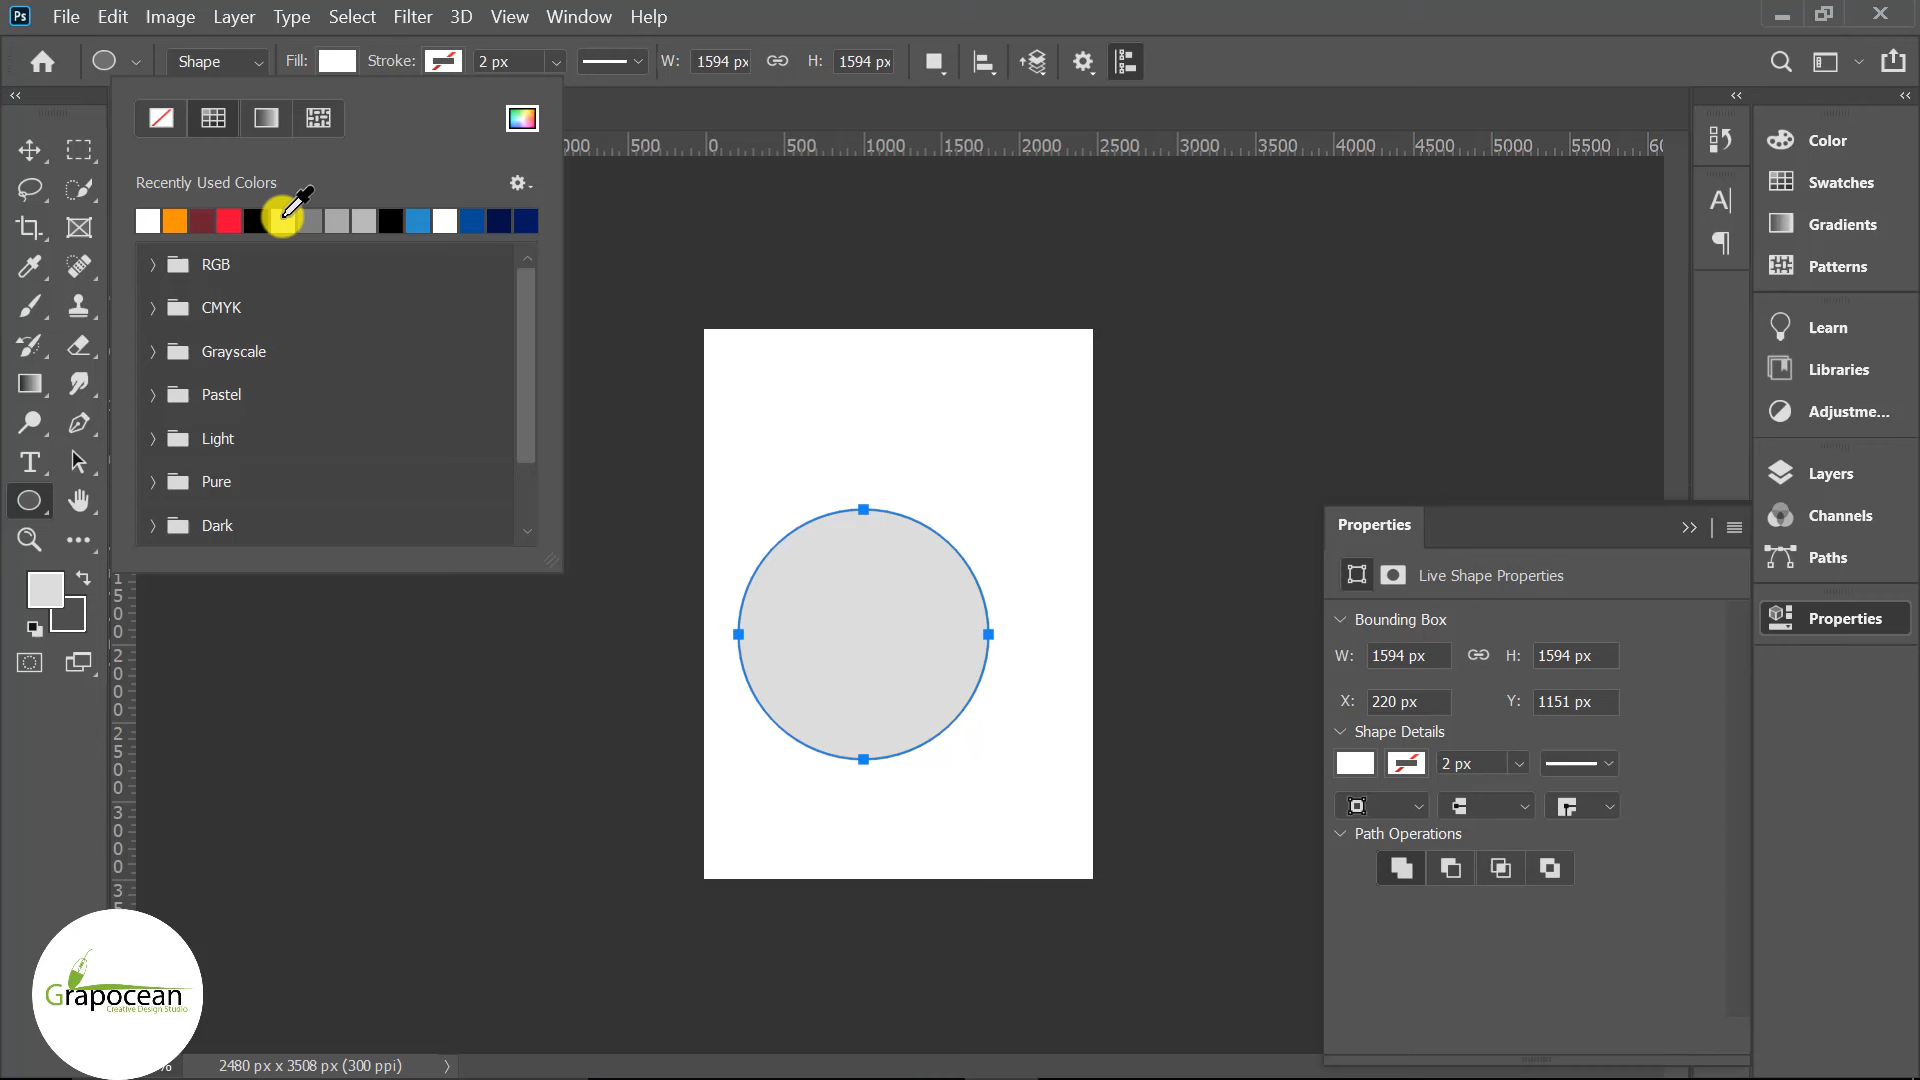 Ps File Edit Image Layer Type Select Filter 3D View Window Help
Shape Fill: Stroke: 2 px W: 1594 px H: 1594 px
500 0 500 1000 1500 2000 2500 3000 3500 4000 4500 5000 5500
Recently Used Colors
RGB
CMYK
Grayscale
Pastel
Light
Pure
Dark
Color
Swatches
Gradients
Patterns
Learn
Libraries
Adjustme...
Layers
Channels
Paths
Properties
Properties
Live Shape Properties
Bounding Box
W: 1594 px H: 1594 px
X: 220 px Y: 1151 px
Shape Details
2 px
Path Operations
Grapocean
Creative Design Studio
% 2480 px x 3508 px (300 ppi)